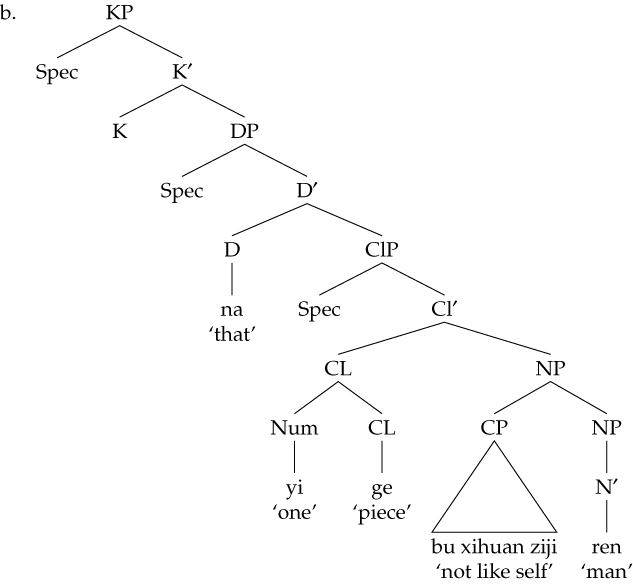 b. KP
Spec K′
K DP
Spec D′
D ClP
na Spec Cl′
‘that’
CL NP
Num CL CP NP
yi ge N′
‘one’ ‘piece’
bu xihuan ziji ren
‘not like self’ ‘man’